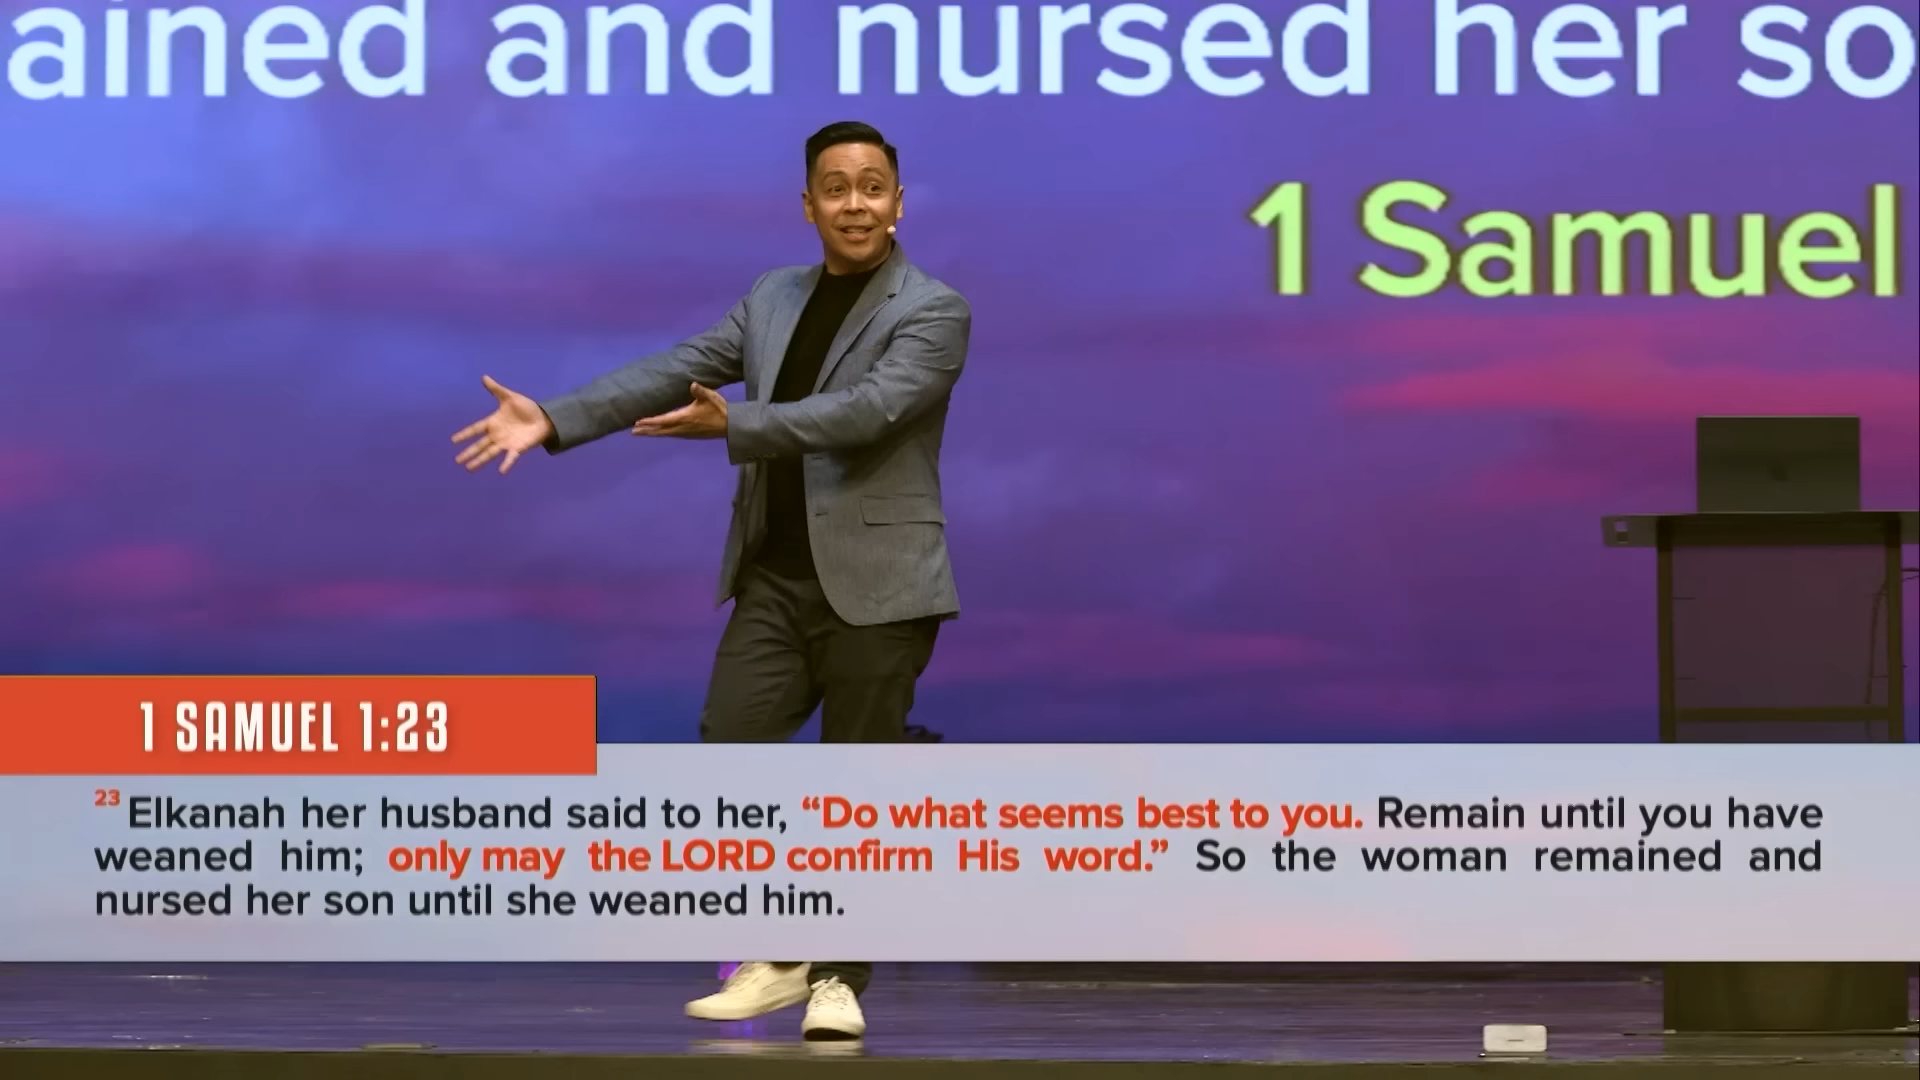 ained and nursed her so
1 Samuel
1 SAMUEL 1:23
23 Elkanah her husband said to her, “Do what seems best to you. Remain until you have
weaned him; only may the LORD confirm His word.” So the woman remained and
nursed her son until she weaned him.